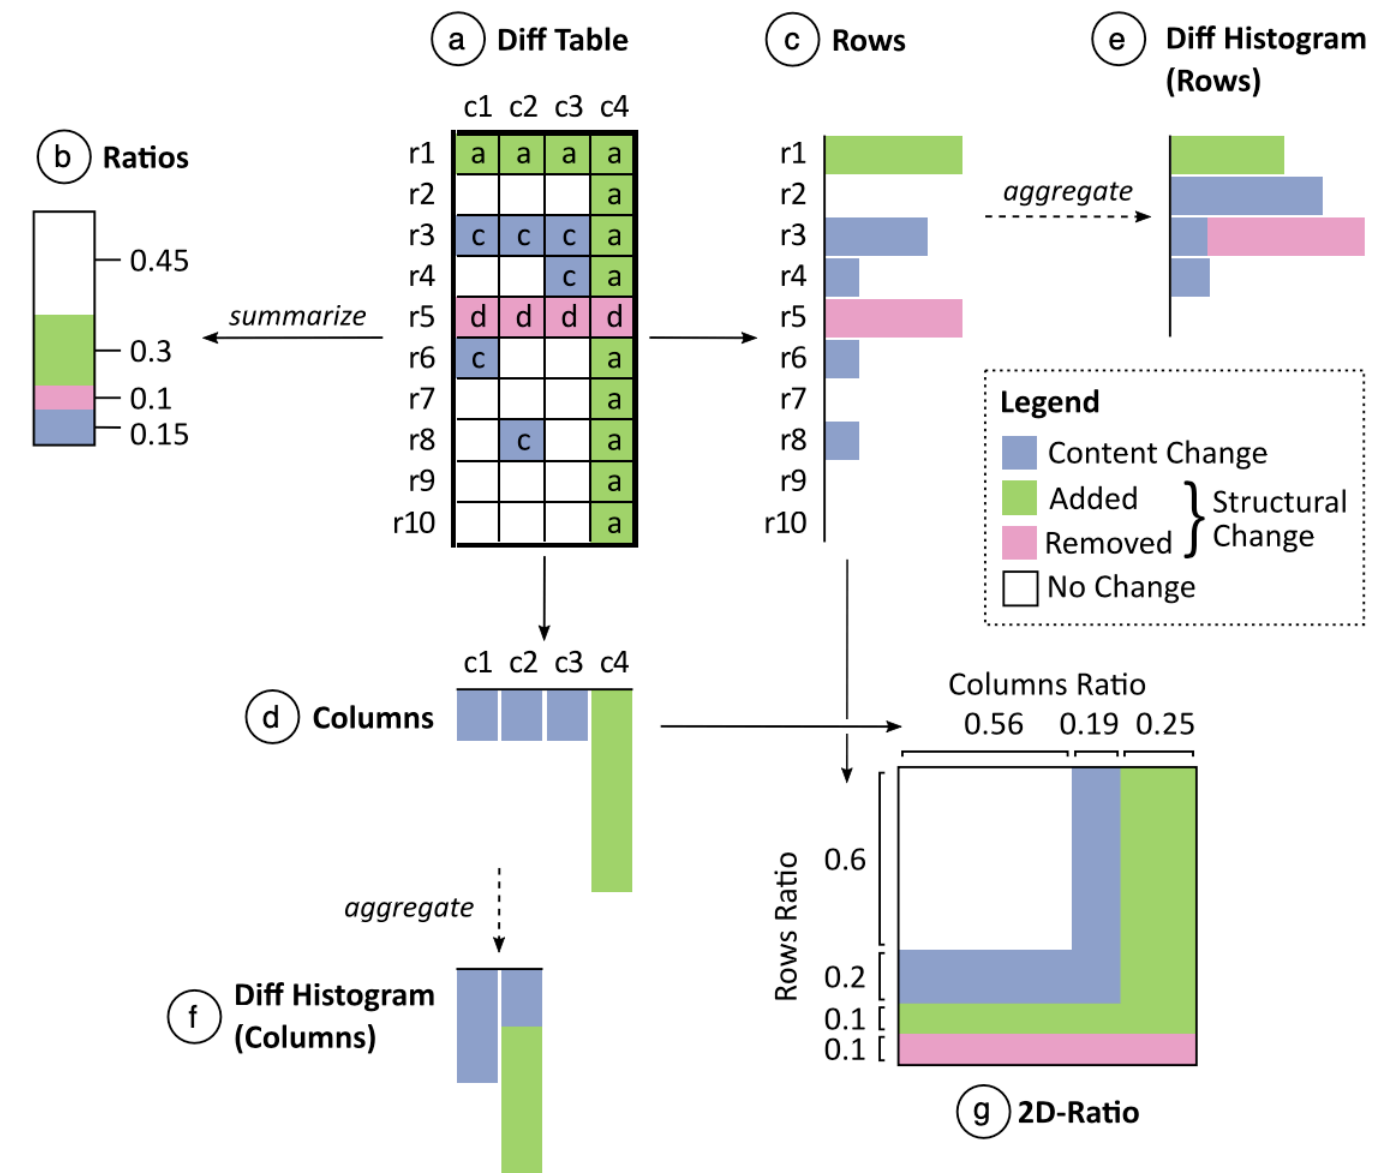 a Diff Table
c1 c2 c3 c4
r1 a a a a
r2 a
r3 c c c a
r4 c a
r5 d d d d
r6 c a
r7 a
r8 c a
r9 a
r10 a
b Ratios
0.45
0.3
0.1
0.15
summarize
c Rows
r1
r2
r3
r4
r5
r6
r7
r8
r9
r10
aggregate
e Diff Histogram
(Rows)
Legend
Content Change
Added
Removed
Structural
Change
No Change
c1 c2 c3 c4
d Columns
aggregate
f Diff Histogram
(Columns)
Columns Ratio
0.56 0.19 0.25
Rows Ratio
0.6
0.2
0.1
0.1
g 2D-Ratio